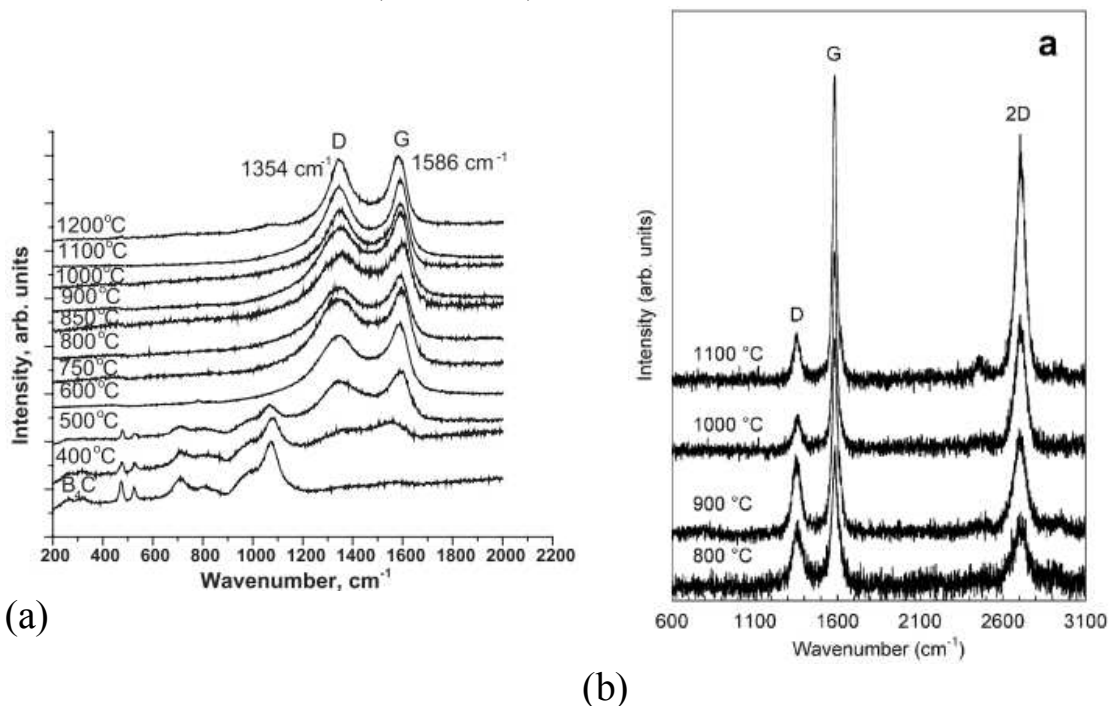 a
G
2D
D
1100 °C
1000 °C
900 °C
800 °C
Intensity (arb. units)
600 1100 1600 2100 2600 3100
Wavenumber (cm⁻¹)
(b)
D G
1354 cm⁻¹ 1586 cm⁻¹
1200°C
1100°C
1000°C
900°C
850°C
800°C
750°C
600°C
500°C
400°C
B₄C
Intensity, arb. units
200 400 600 800 1000 1200 1400 1600 1800 2000 2200
Wavenumber, cm⁻¹
(a)